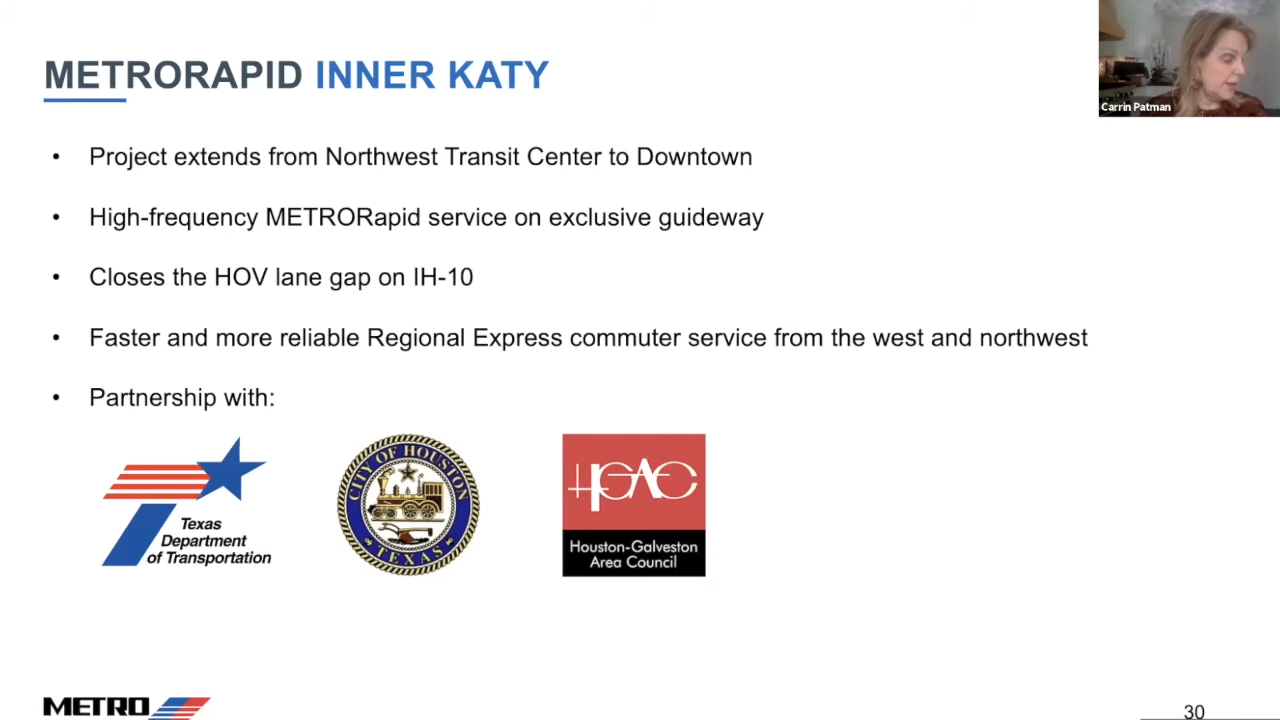 METRORAPID INNER KATY
Carrin Patman
• Project extends from Northwest Transit Center to Downtown
• High-frequency METRORapid service on exclusive guideway
• Closes the HOV lane gap on IH-10
• Faster and more reliable Regional Express commuter service from the west and northwest
• Partnership with:
Texas
Department
of Transportation
CITY OF HOUSTON
TEXAS
HGAC
Houston-Galveston
Area Council
METRO
30